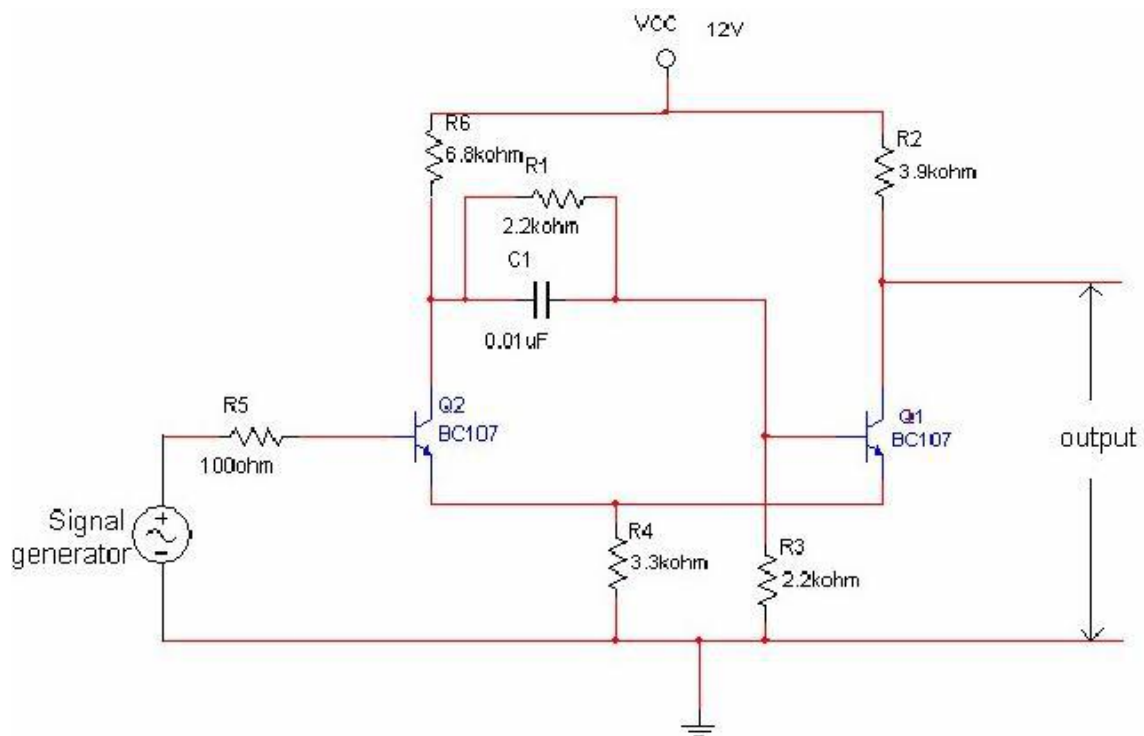 VCC 12V
R6
6.8kohm
R1
2.2kohm
R2
3.9kohm
C1
0.01uF
R5
100ohm
Q2
BC107
Q1
BC107
output
Signal
generator
+
−
R4
3.3kohm
R3
2.2kohm